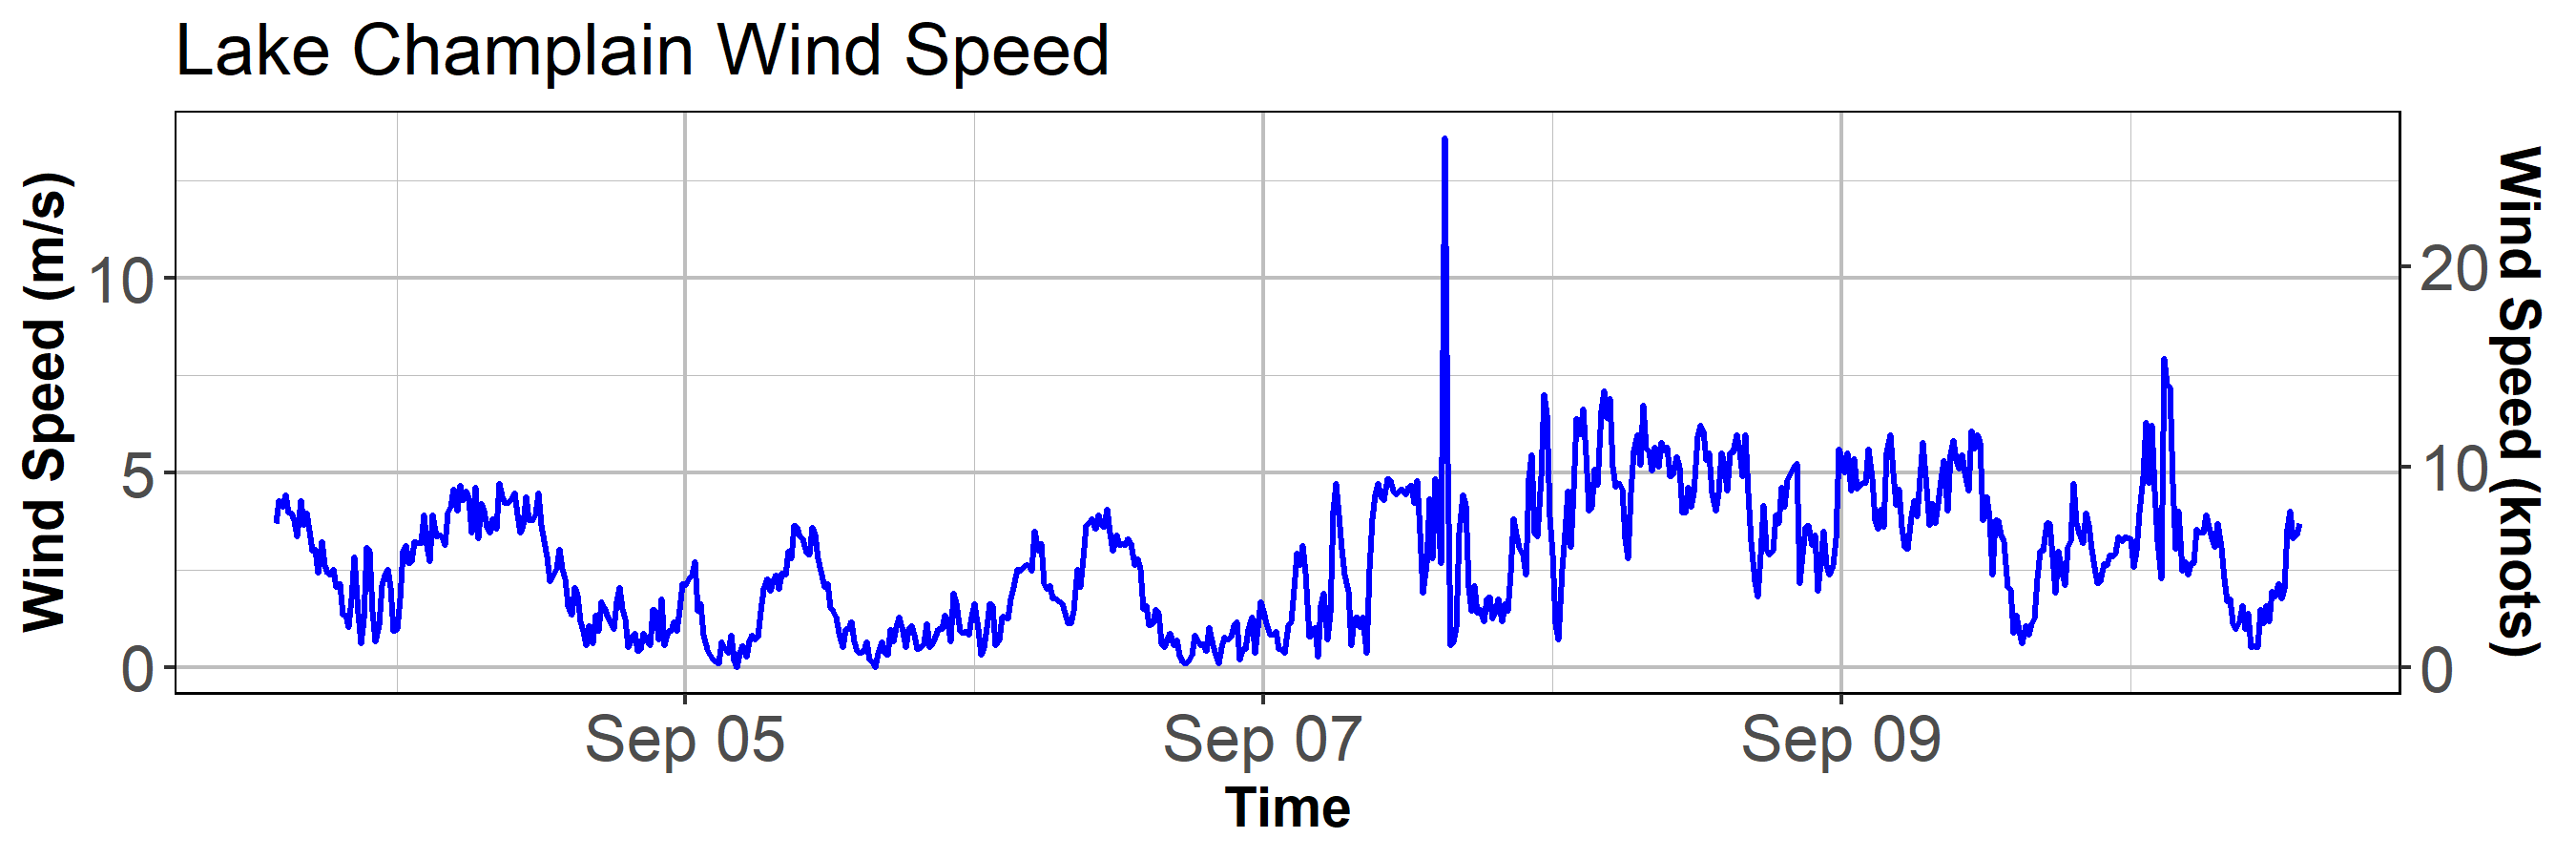 Lake Champlain Wind Speed
Wind Speed (m/s)
10
5
0
20
10
0
Wind Speed (knots)
Sep 05
Sep 07
Sep 09
Time